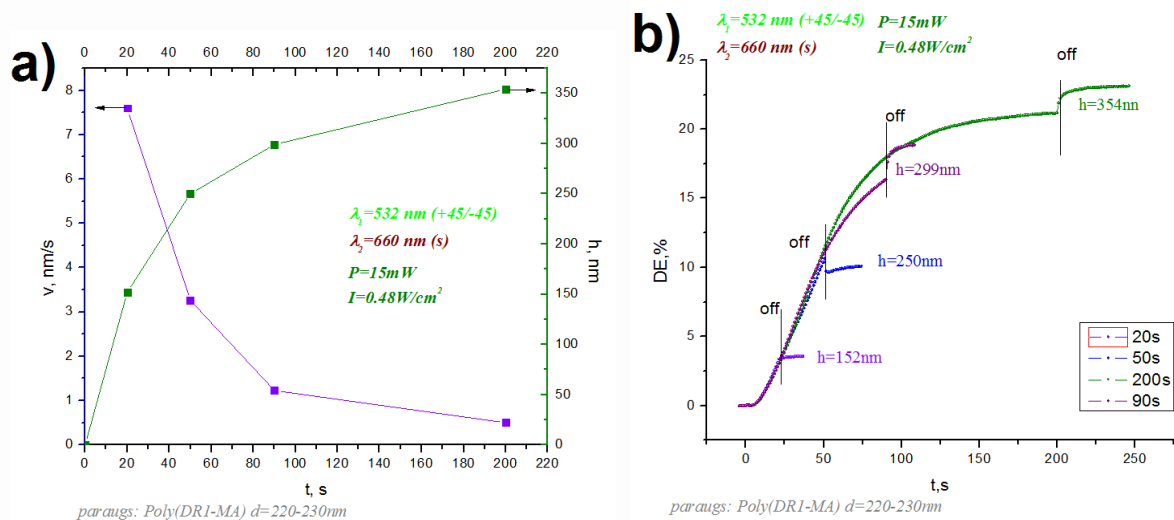 a)
0 20 40 60 80 100 120 140 160 180 200 220
8
7
6
5
4
3
2
1
0
v, nm/s
350
300
250
200
150
100
50
0
h, nm
λ1=532 nm (+45/-45)
λ2=660 nm (s)
P=15mW
I=0.48W/cm²
0 20 40 60 80 100 120 140 160 180 200 220
t, s
paraugs: Poly(DR1-MA) d=220-230nm
b)
λ1=532 nm (+45/-45) P=15mW
λ2=660 nm (s) I=0.48W/cm²
25
20
15
10
5
0
DE,%
off
h=354nn
off
h=299nm
off
h=250nm
off
h=152nm
20s
50s
200s
90s
0 50 100 150 200 250
t,s
paraugs: Poly(DR1-MA) d=220-230nm